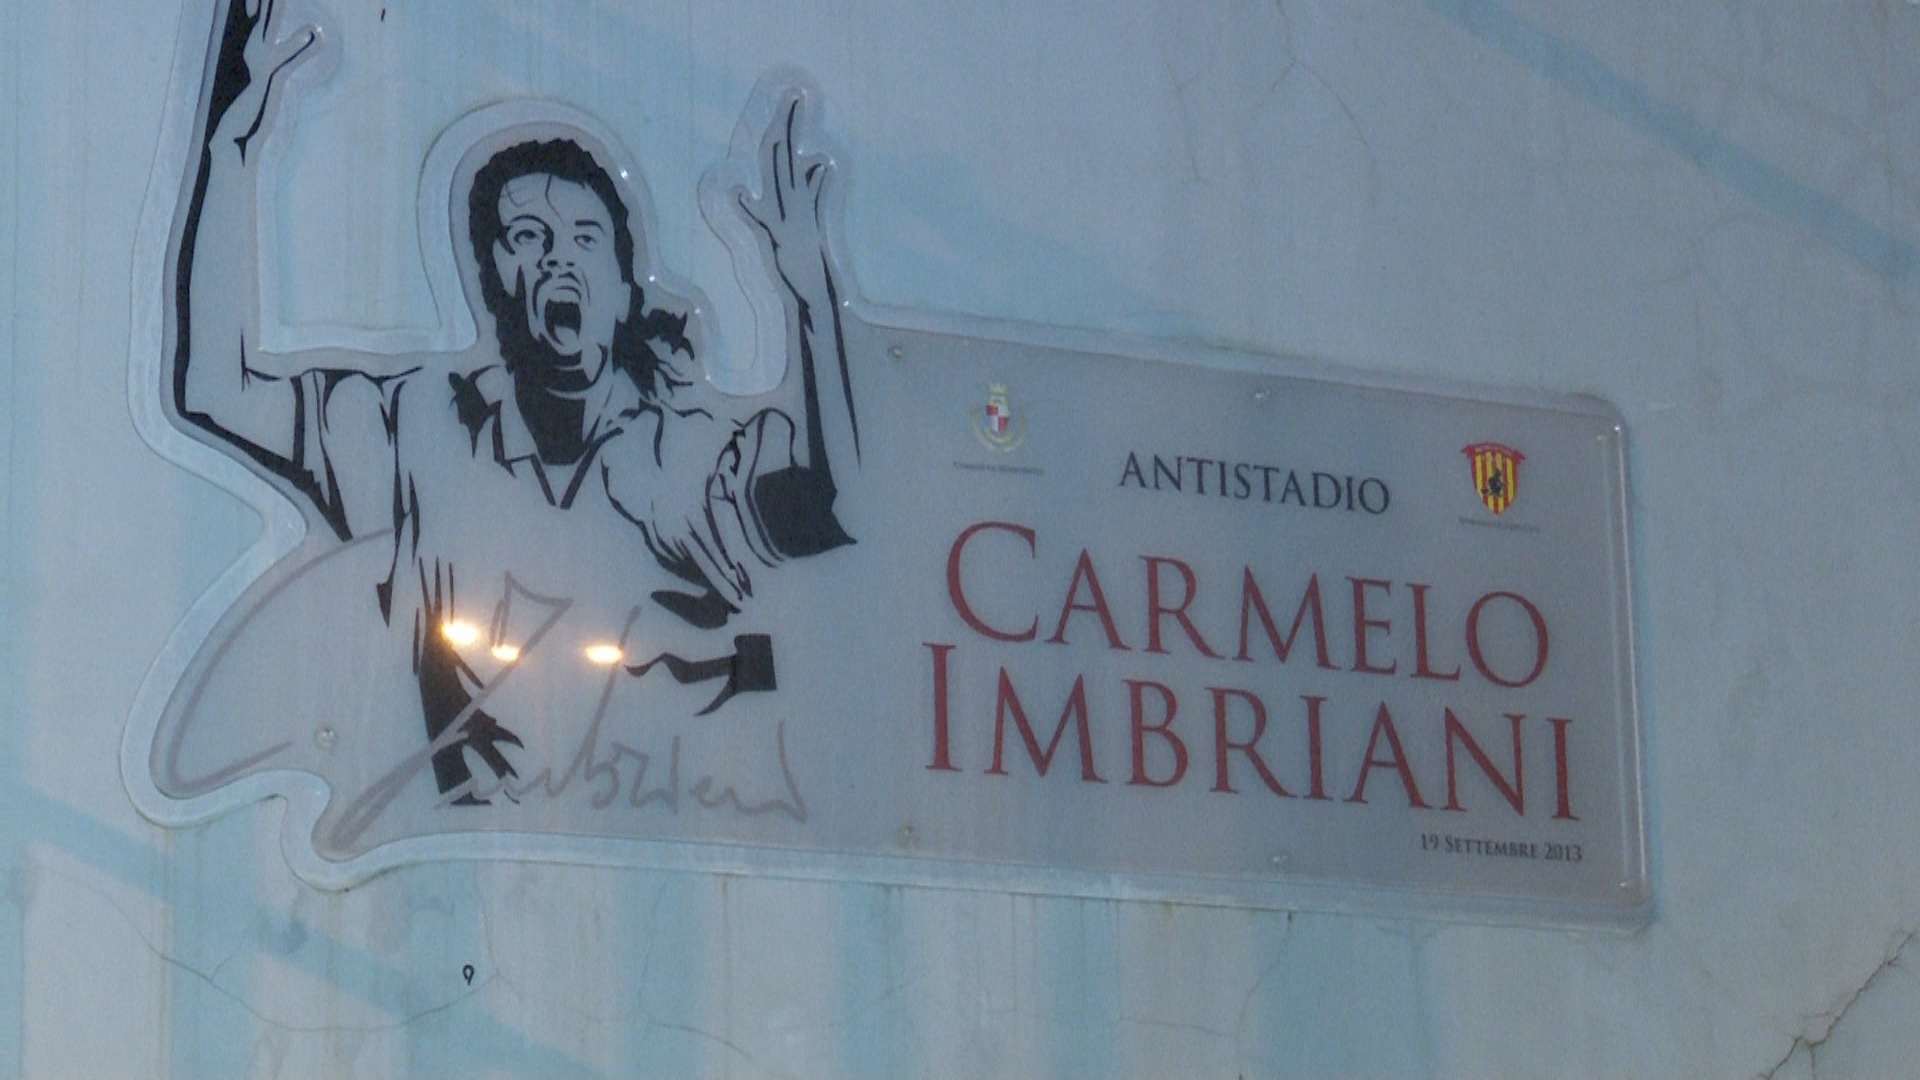 ANTISTADIO
CARMELO
IMBRIANI
19 SETTEMBRE 2013